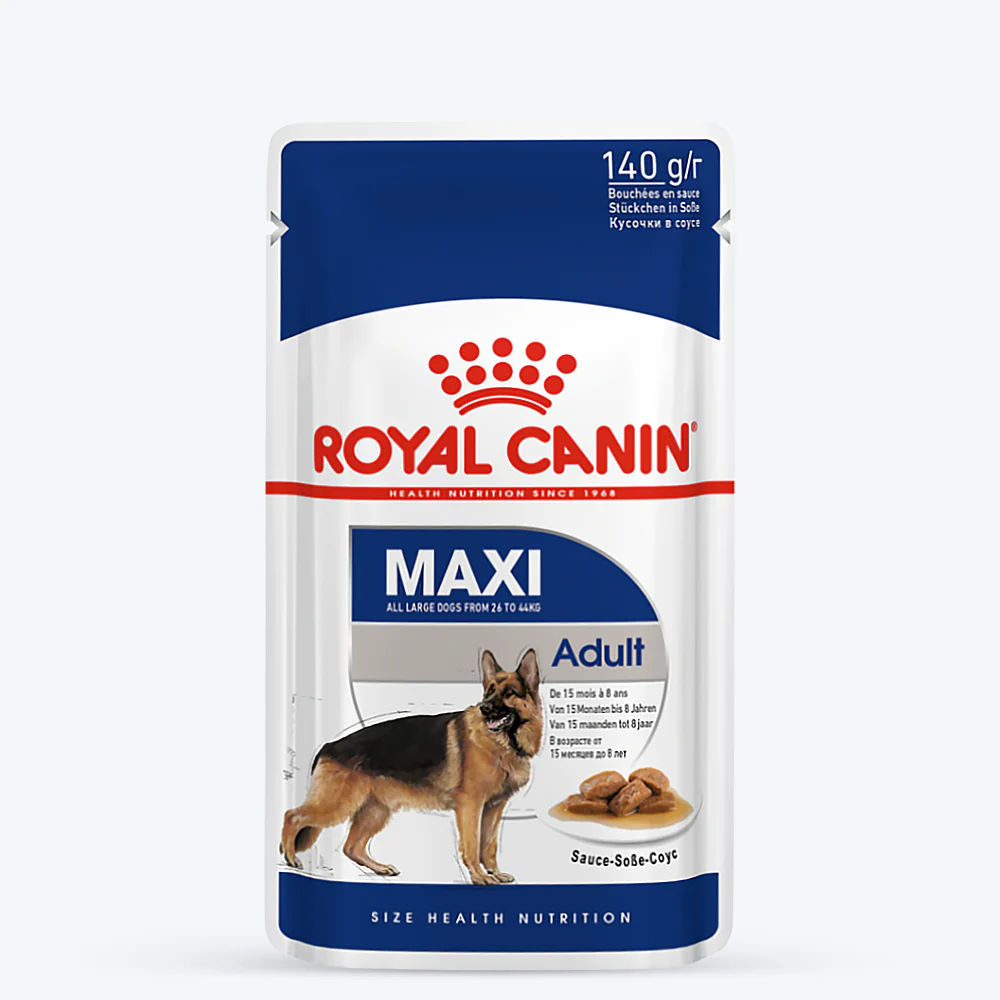 140 g/г
Bouchées en sauce
Stückchen in Soße
Кусочки в соусе
ROYAL CANIN®
HEALTH NUTRITION SINCE 1968
MAXI
ALL LARGE DOGS FROM 26 TO 44KG
Adult
De 15 mois à 8 ans
Von 15 Monaten bis 8 Jahren
Van 15 maanden tot 8 jaar
В возрасте от
15 месяцев до 8 лет
Sauce-Soße-Соус
SIZE HEALTH NUTRITION